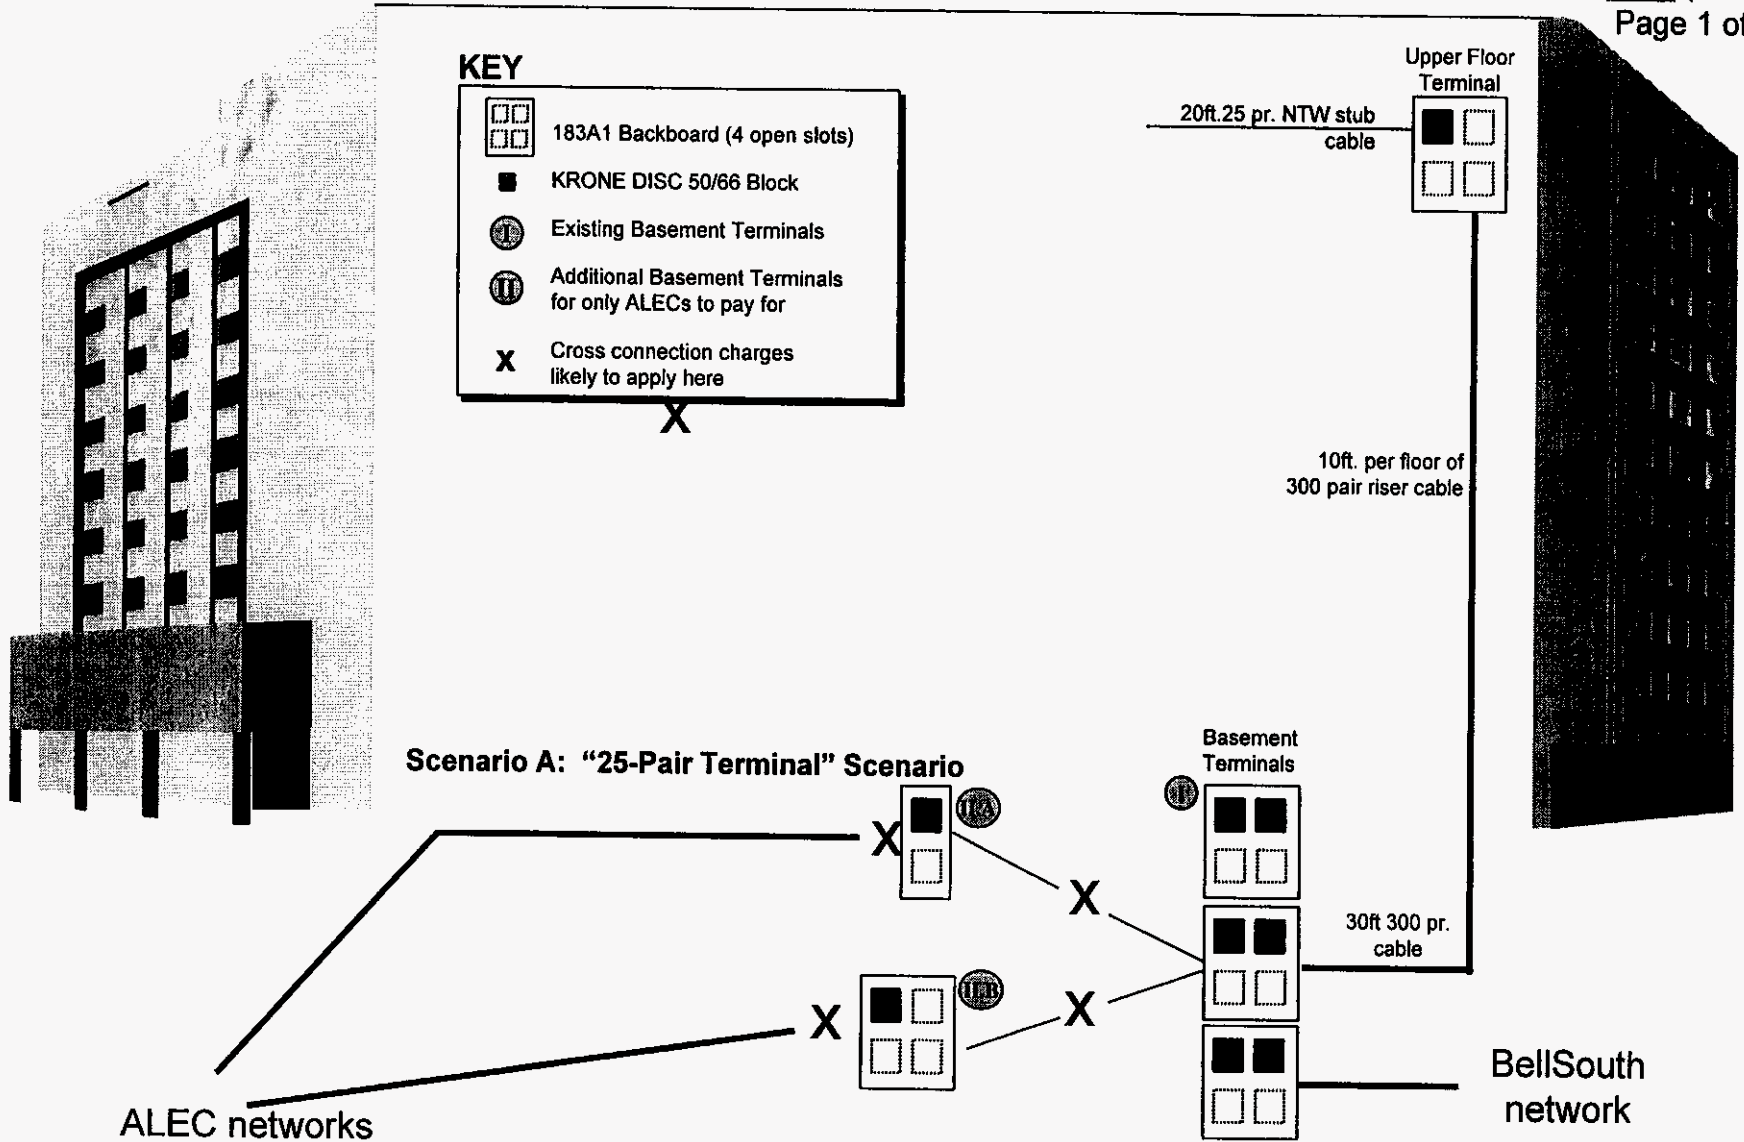 Page 1 of
KEY
183A1 Backboard (4 open slots)
KRONE DISC 50/66 Block
I
Existing Basement Terminals
II
Additional Basement Terminals
for only ALECs to pay for
X
Cross connection charges
likely to apply here
X
Upper Floor
Terminal
20ft.25 pr. NTW stub
cable
10ft. per floor of
300 pair riser cable
Scenario A: “25-Pair Terminal” Scenario
Basement
Terminals
I
X
IIA
X
30ft 300 pr.
cable
X
IIB
X
BellSouth
network
ALEC networks